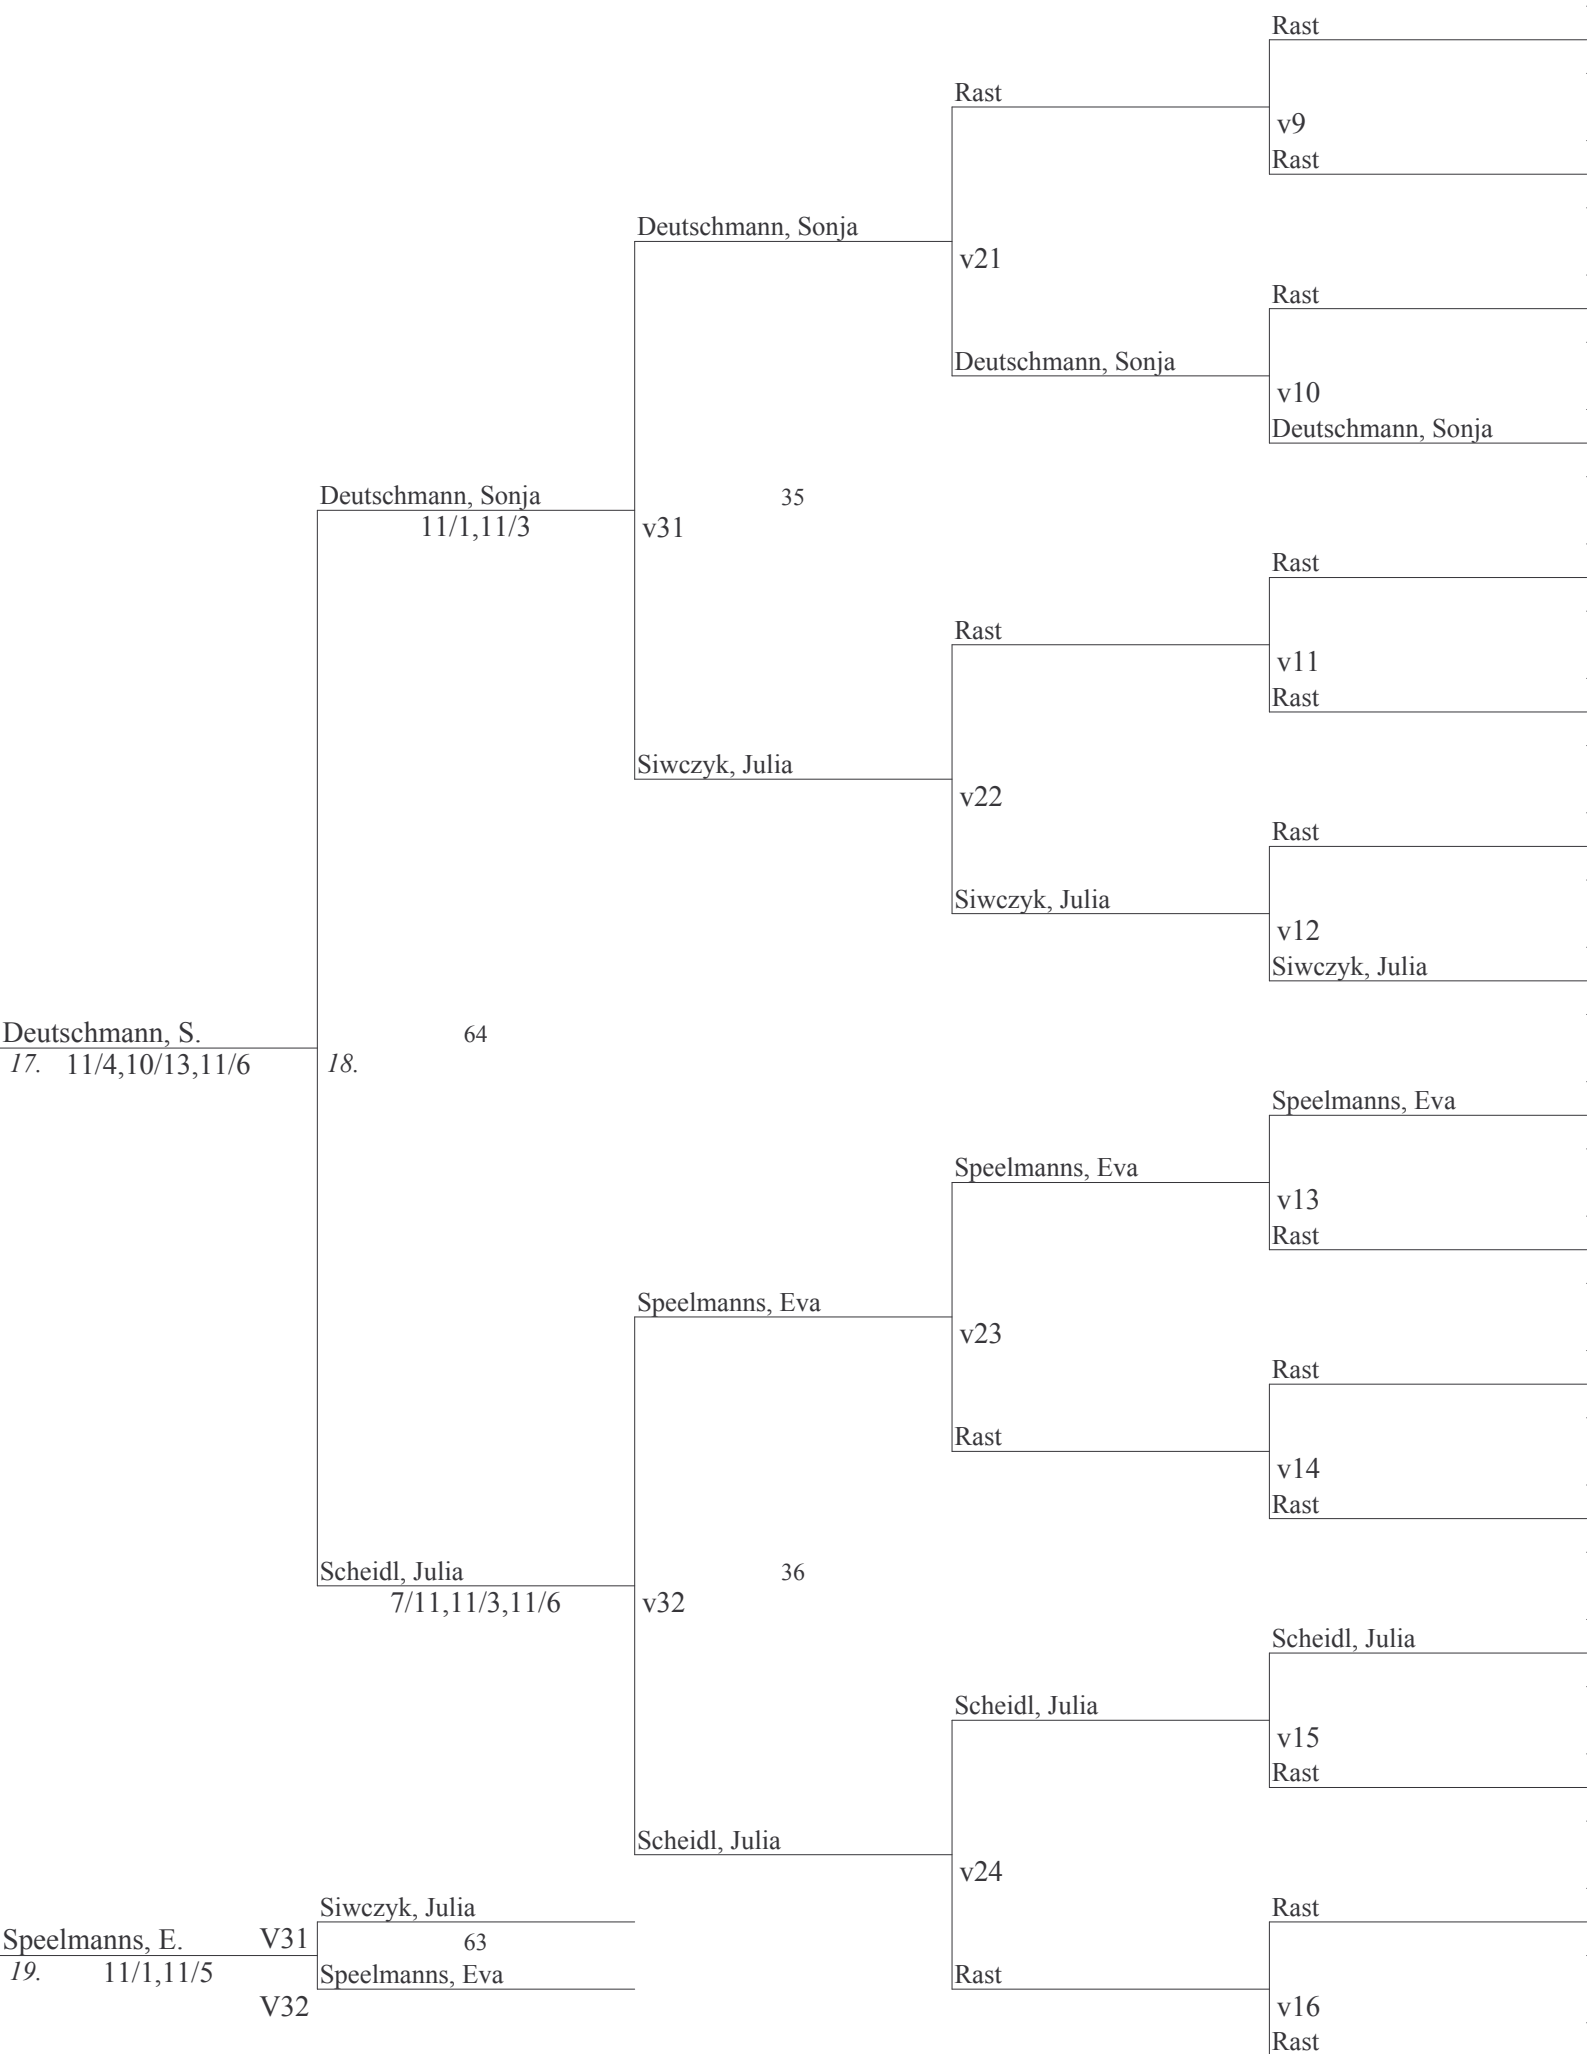 Rast
Rast
v9
Rast
Deutschmann, Sonja
v21
Rast
Deutschmann, Sonja
v10
Deutschmann, Sonja
Deutschmann, Sonja
35
11/1,11/3
v31
Rast
Rast
v11
Rast
Siwczyk, Julia
v22
Rast
Siwczyk, Julia
v12
Siwczyk, Julia
Deutschmann, S.
64
17. 11/4,10/13,11/6
18.
Speelmanns, Eva
Speelmanns, Eva
v13
Rast
Speelmanns, Eva
v23
Rast
Rast
v14
Rast
Scheidl, Julia
36
7/11,11/3,11/6
v32
Scheidl, Julia
Scheidl, Julia
v15
Rast
Scheidl, Julia
v24
Siwczyk, Julia
Rast
Speelmanns, E.
V31
63
19. 11/1,11/5
Speelmanns, Eva
Rast
V32
v16
Rast